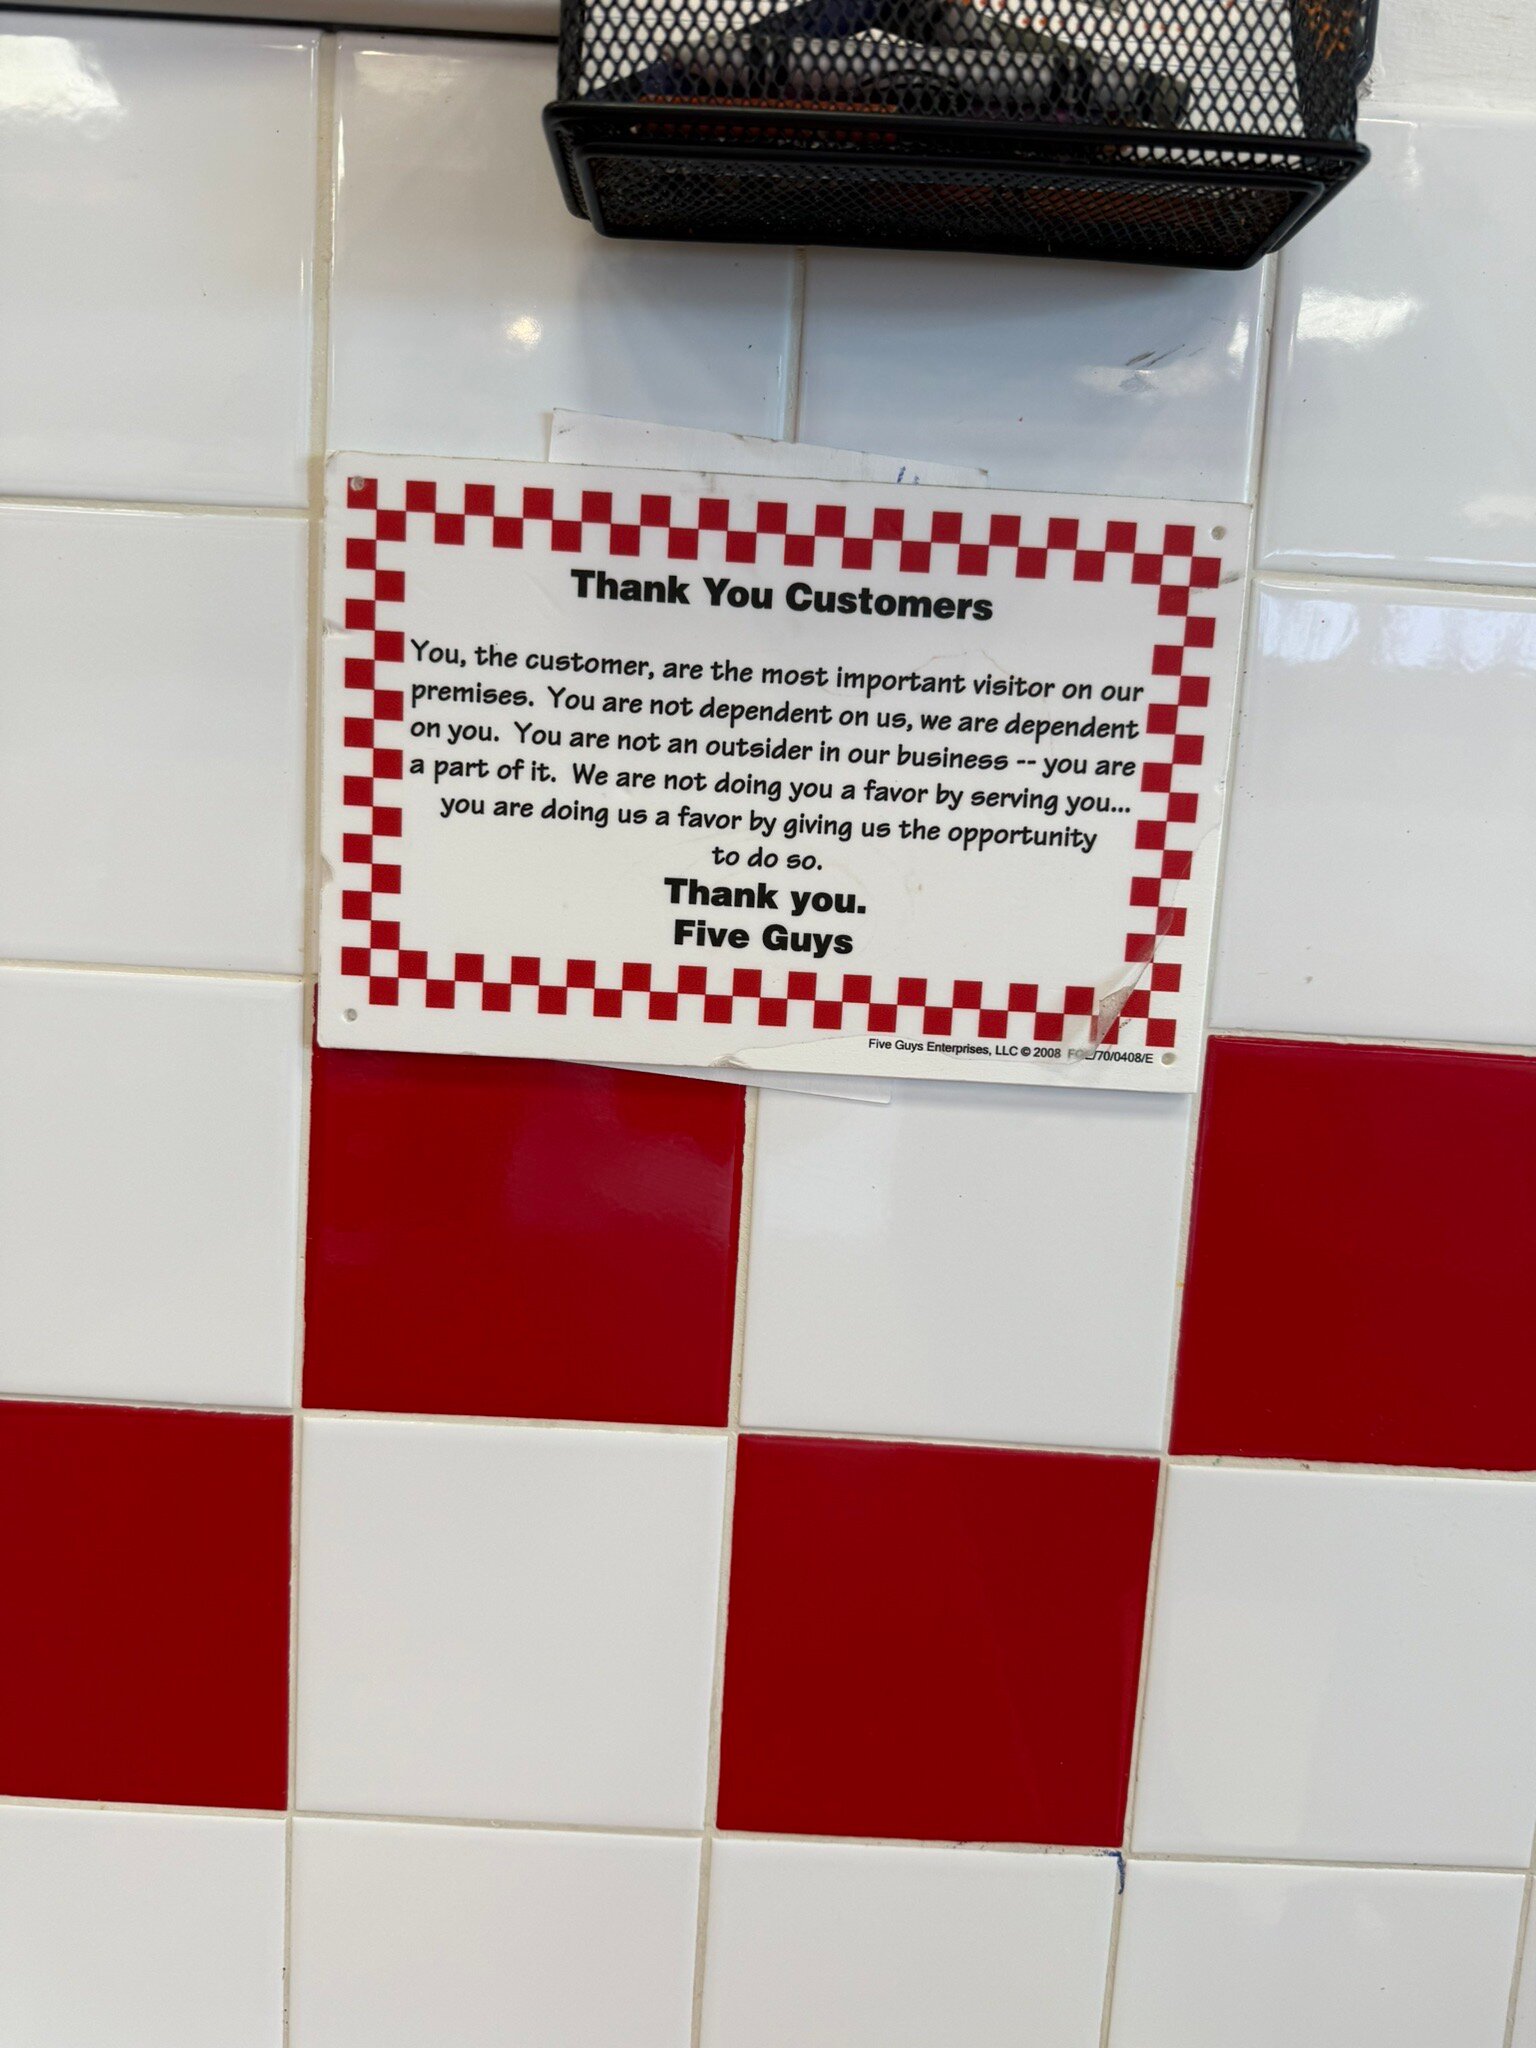 Thank You Customers
You, the customer, are the most important visitor on our
premises. You are not dependent on us, we are dependent
on you. You are not an outsider in our business -- you are
a part of it. We are not doing you a favor by serving you...
you are doing us a favor by giving us the opportunity
to do so.
Thank you.
Five Guys
Five Guys Enterprises, LLC © 2008